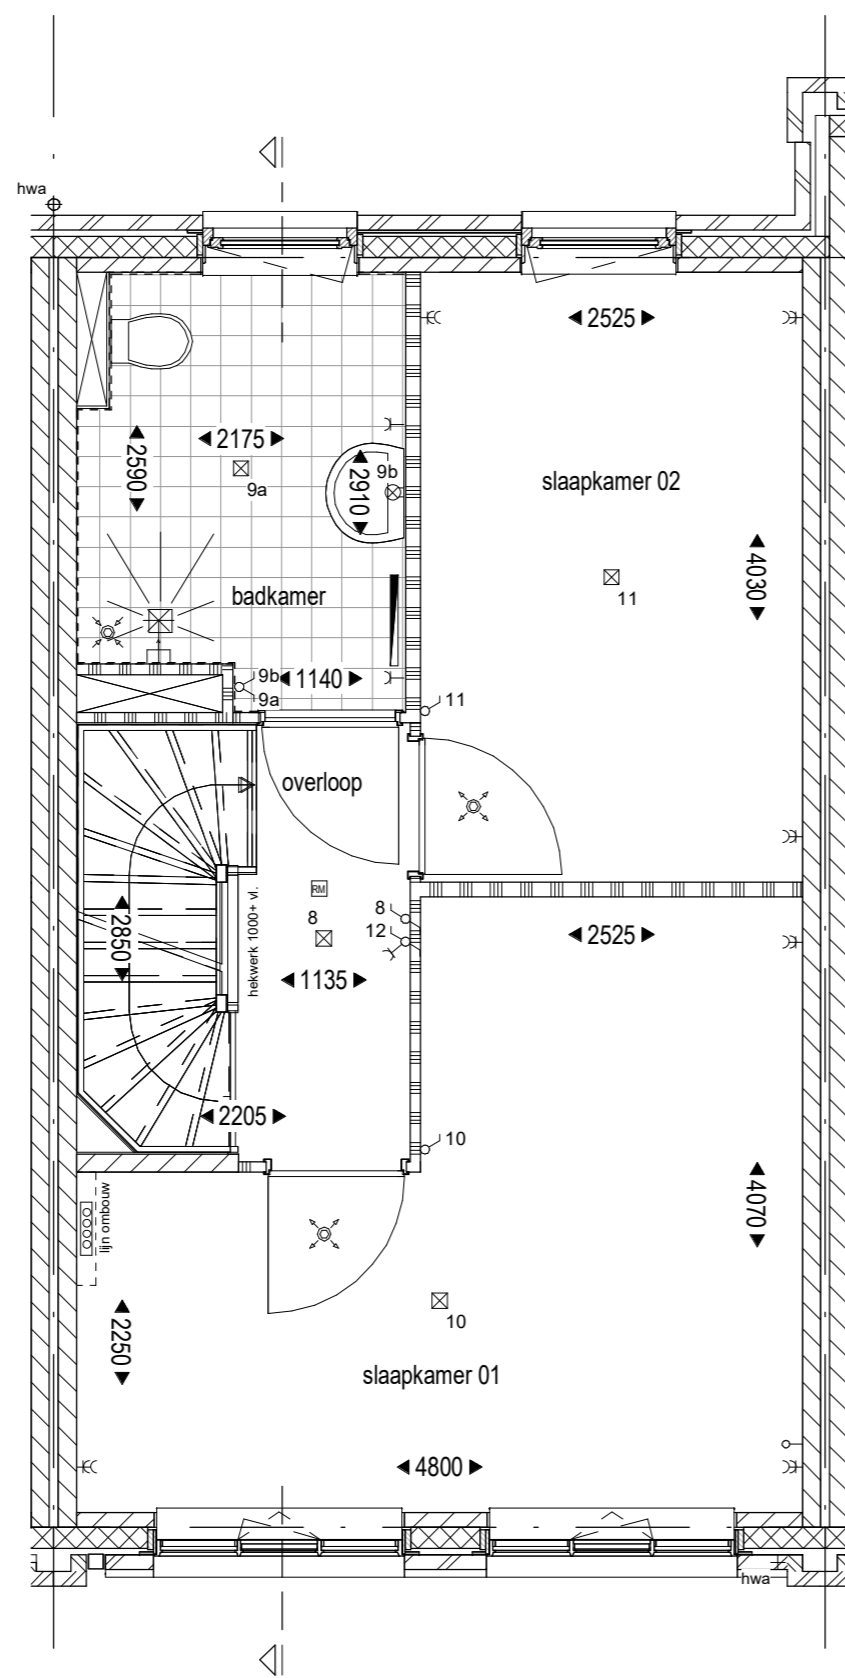 hwa
2525
2175
2590
9a
9b
2910
slaapkamer 02
4030
11
badkamer
9b
9a
1140
11
overloop
RM
8
8
12
hekwerk 1000+ vl.
2850
1135
2525
2205
10
lijn ombouw
4070
10
2250
slaapkamer 01
4800
hwa